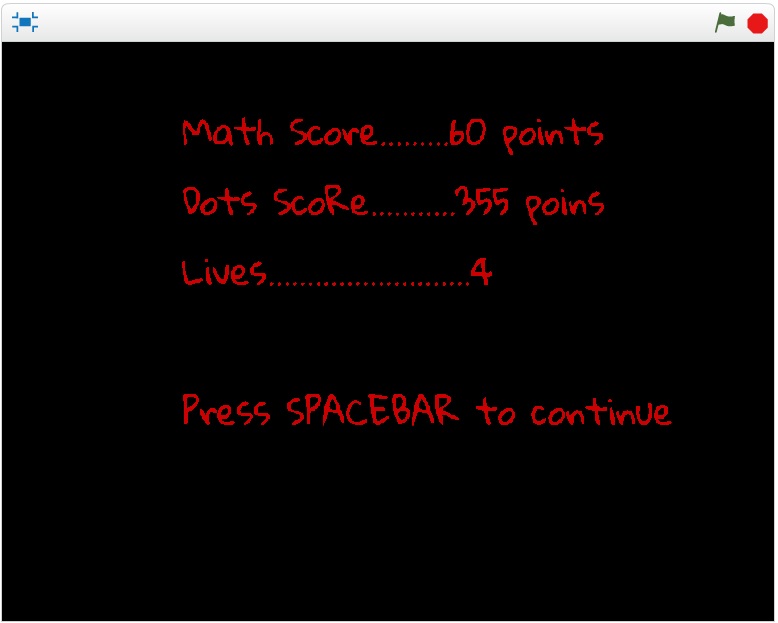 Math Score........60 points
Dots ScoRe..........355 poins
Lives.........................4
Press SPACEBAR to continue